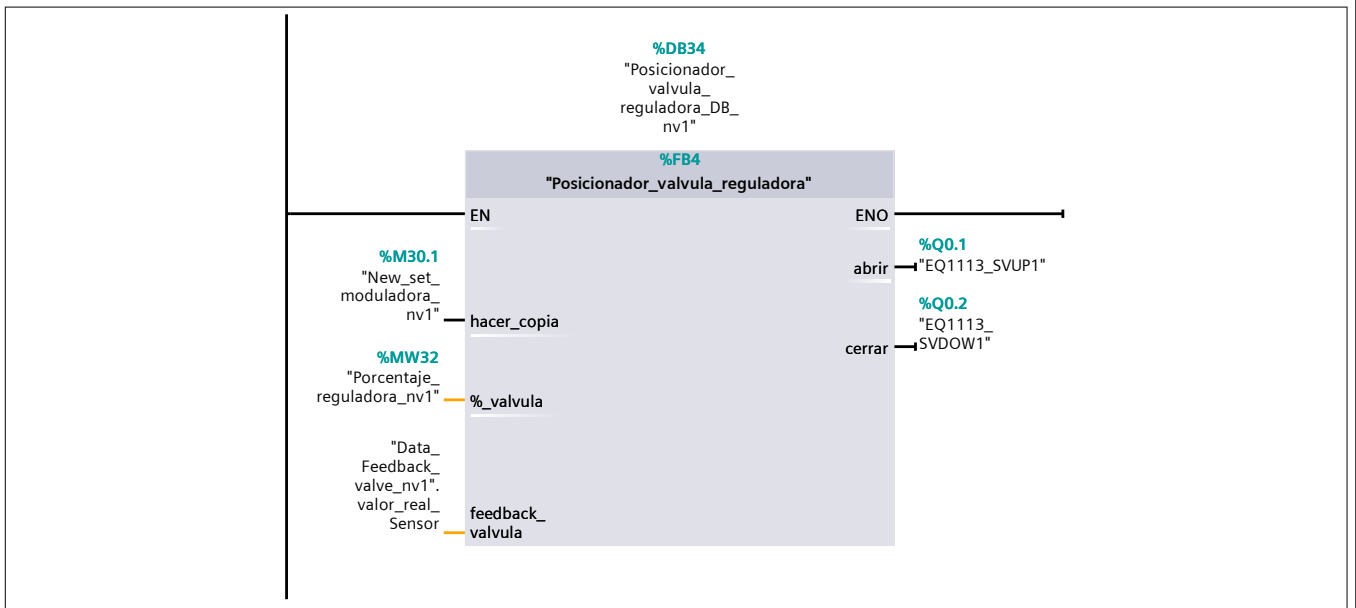 %DB34
"Posicionador_
valvula_
reguladora_DB_
nv1"
%FB4
"Posicionador_valvula_reguladora"
EN
ENO
%M30.1
"New_set_
moduladora_
nv1"
hacer_copia
%Q0.1
abrir
"EQ1113_SVUP1"
%Q0.2
"EQ1113_
SVDOW1"
cerrar
%MW32
"Porcentaje_
reguladora_nv1"
%_valvula
"Data_
Feedback_
valve_nv1".
valor_real_
Sensor
feedback_
valvula